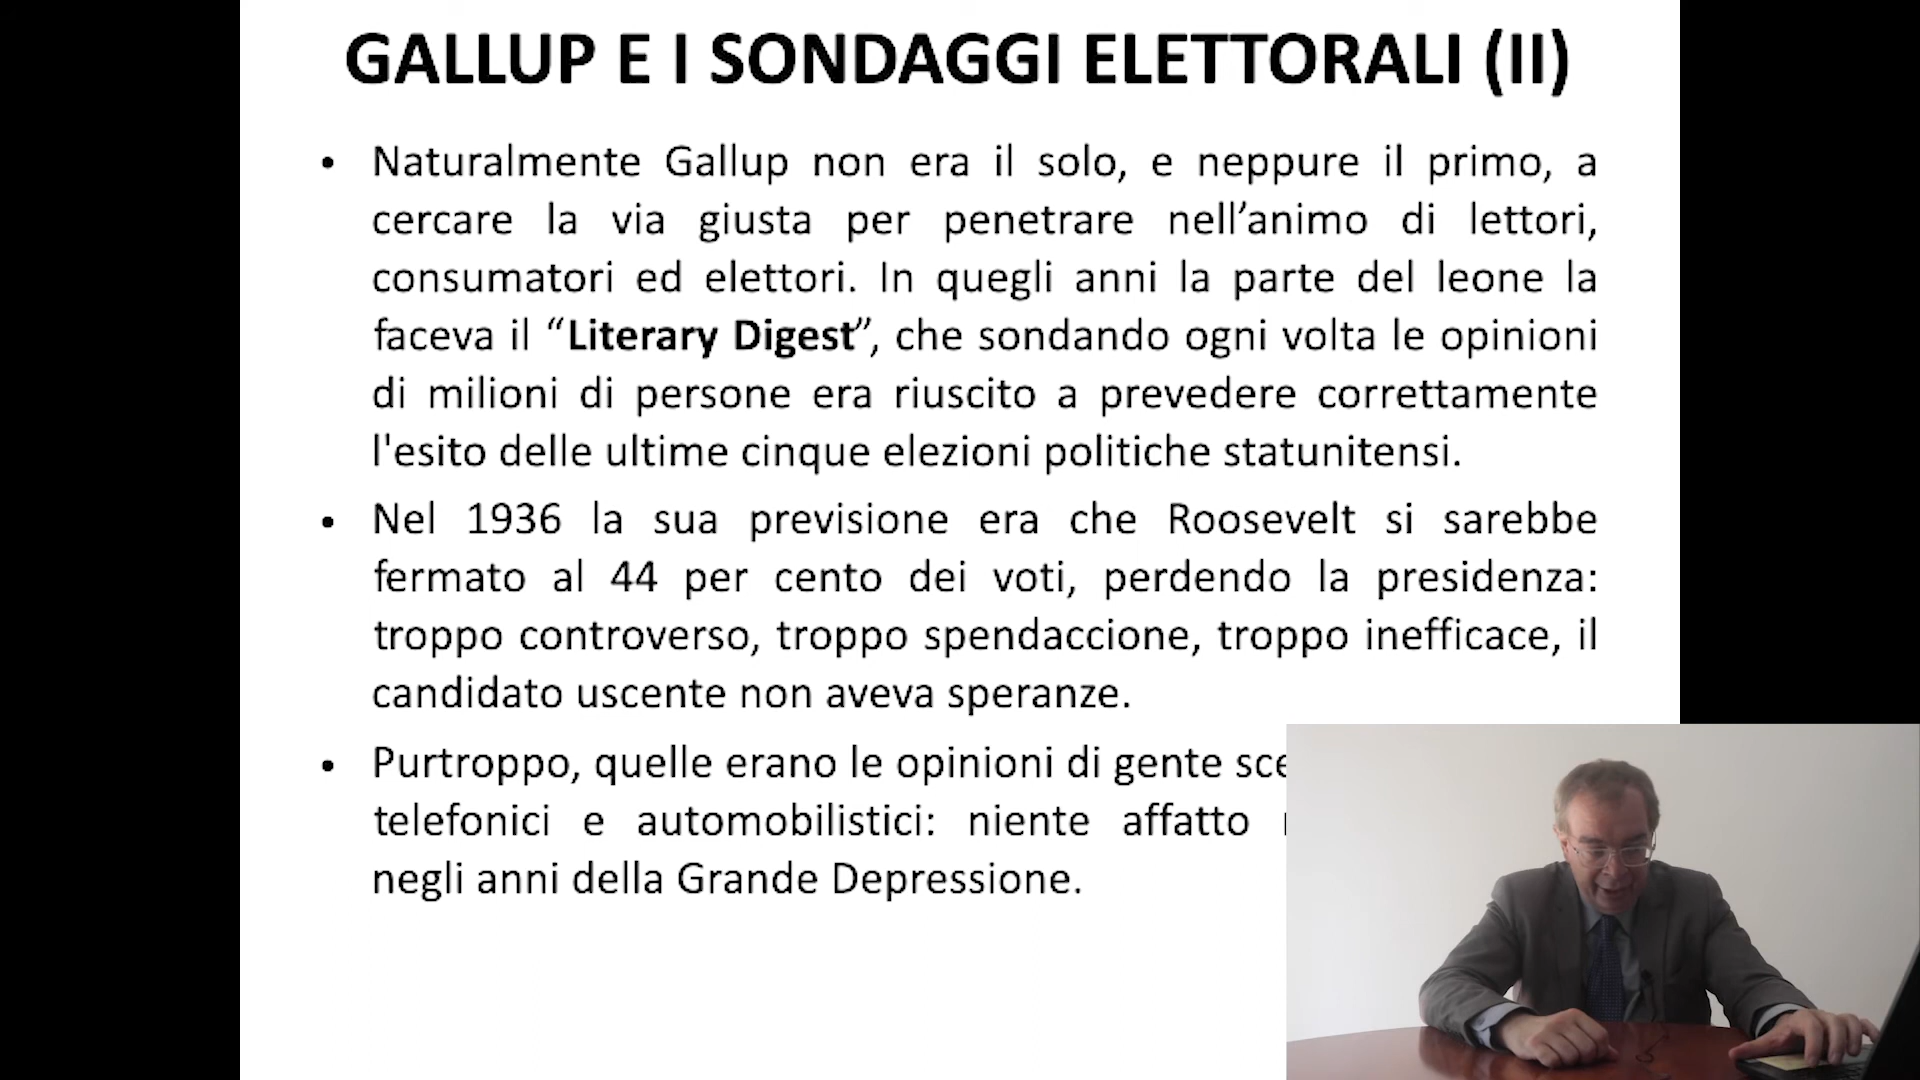 GALLUP E I SONDAGGI ELETTORALI (II)
• Naturalmente Gallup non era il solo, e neppure il primo, a
cercare la via giusta per penetrare nell’animo di lettori,
consumatori ed elettori. In quegli anni la parte del leone la
faceva il “Literary Digest”, che sondando ogni volta le opinioni
di milioni di persone era riuscito a prevedere correttamente
l'esito delle ultime cinque elezioni politiche statunitensi.
• Nel 1936 la sua previsione era che Roosevelt si sarebbe
fermato al 44 per cento dei voti, perdendo la presidenza:
troppo controverso, troppo spendaccione, troppo inefficace, il
candidato uscente non aveva speranze.
• Purtroppo, quelle erano le opinioni di gente
telefonici e automobilistici: niente affatto
negli anni della Grande Depressione.